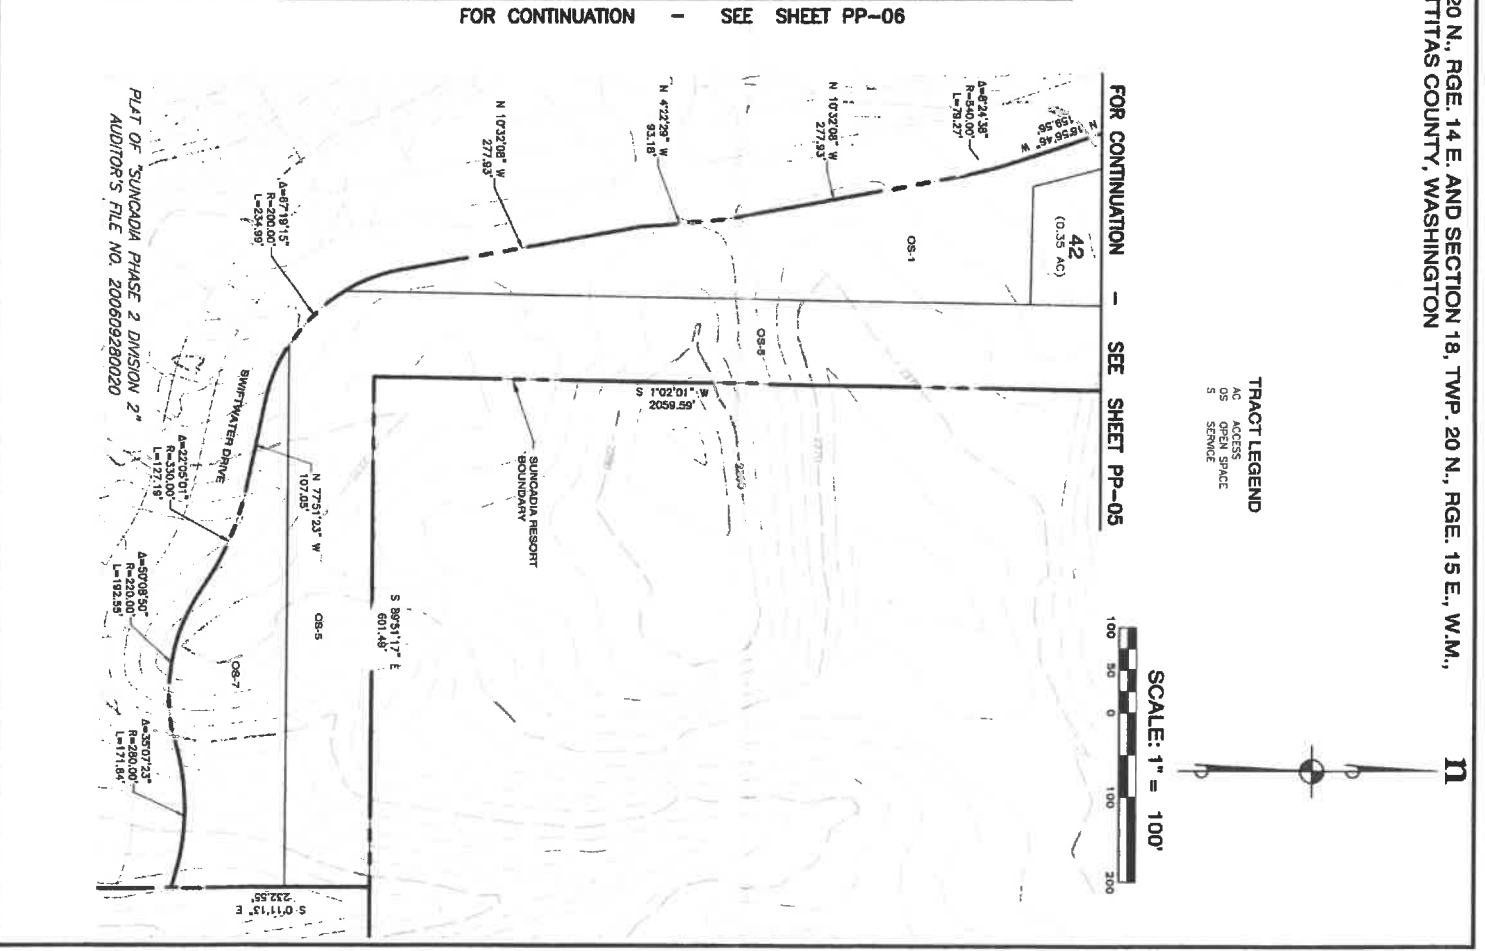 FOR CONTINUATION - SEE SHEET PP-06
20 N., RGE. 14 E. AND SECTION 18, TWP. 20 N., RGE. 15 E., W.M.,
TTITAS COUNTY, WASHINGTON
n
TRACT LEGEND
AC ACCESS
OS OPEN SPACE
S SERVICE
SCALE: 1" = 100'
100 50 0 100 200
FOR CONTINUATION - SEE SHEET PP-05
159.56'
Δ=8°24'38"
R=540.00'
L=79.27'
42
(0.35 AC)
N 10°32'08" W
277.93'
OS-1
N 4°22'29" W
93.18'
OS-6
N 10°32'08" W
277.93'
S 1°02'01" W
2059.59'
SUNCADIA RESORT
BOUNDARY
Δ=67°19'15"
R=200.00'
L=234.99'
S 89°51'17" E
601.49'
N 77°51'23" W
107.05'
OS-5
SWIFTWATER DRIVE
Δ=22°05'01"
R=330.00'
L=127.19'
OS-7
Δ=50°08'50"
R=220.00'
L=192.55'
Δ=35°07'23"
R=280.00'
L=171.64'
S 0°11'13" E
232.55'
PLAT OF "SUNCADIA PHASE 2 DIVISION 2"
AUDITOR'S FILE NO. 200609280020